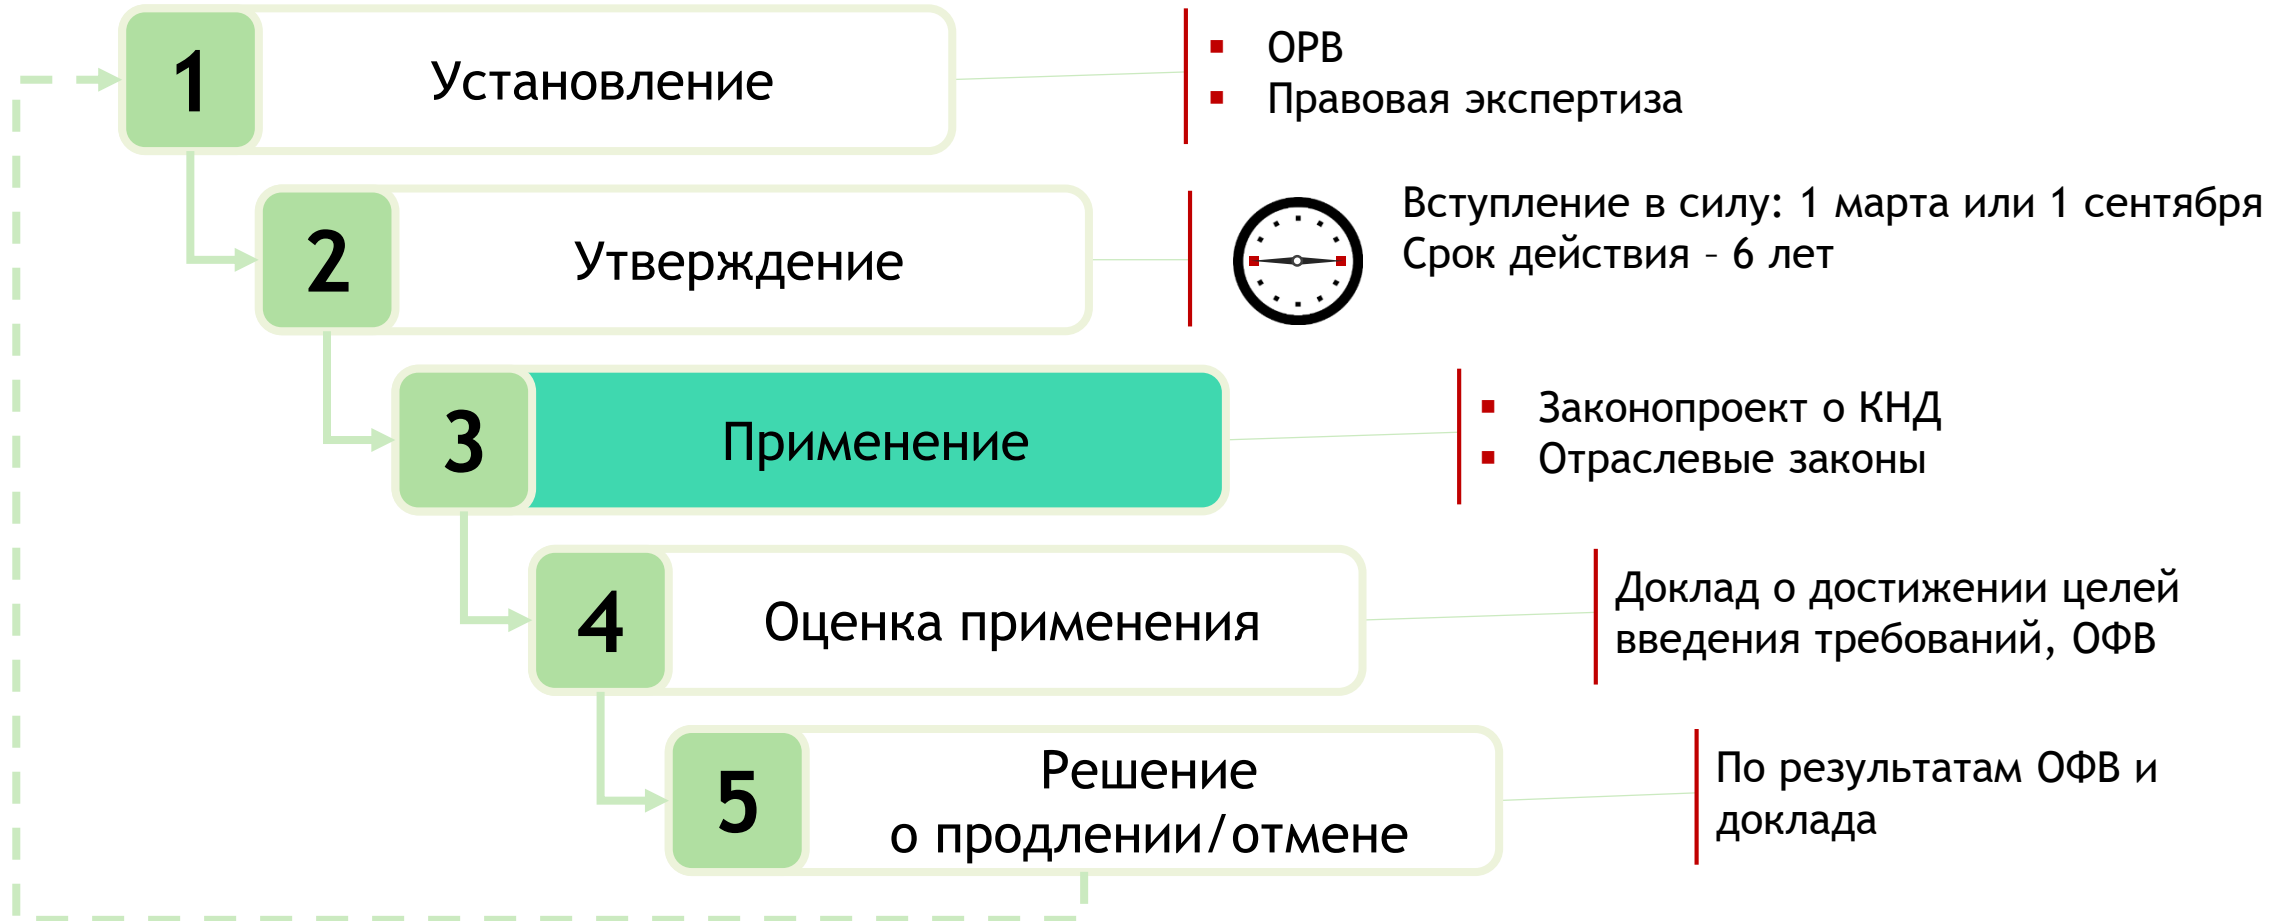 1
Установление
▪ ОРВ
▪ Правовая экспертиза
2
Утверждение
Вступление в силу: 1 марта или 1 сентября
Срок действия – 6 лет
3
Применение
▪ Законопроект о КНД
▪ Отраслевые законы
4
Оценка применения
Доклад о достижении целей
введения требований, ОФВ
5
Решение
о продлении/отмене
По результатам ОФВ и
доклада